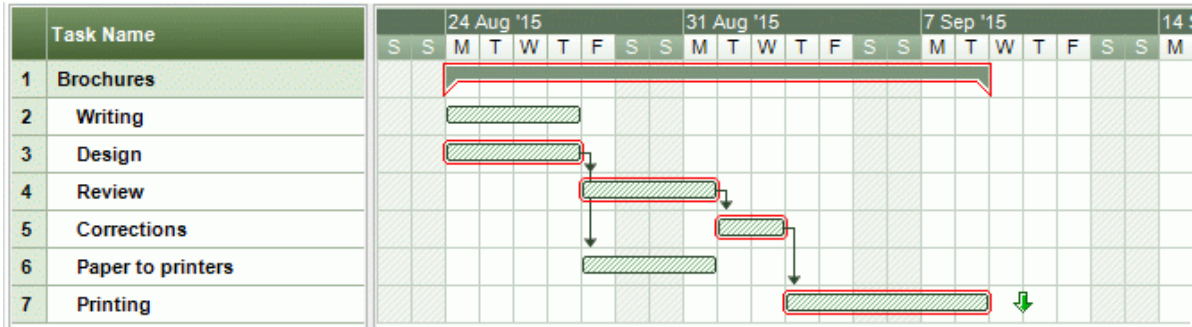 Task Name
24 Aug '15 31 Aug '15 7 Sep '15 14
S S M T W T F S S M T W T F S S M T W T F S S M
1 Brochures
2 Writing
3 Design
4 Review
5 Corrections
6 Paper to printers
7 Printing